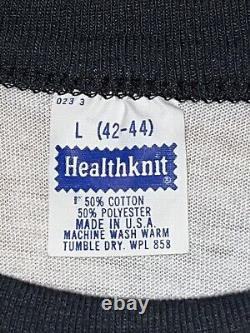 023 3
L (42-44)
Healthknit
®
50% COTTON
50% POLYESTER
MADE IN U.S.A.
MACHINE WASH WARM
TUMBLE DRY. WPL 858